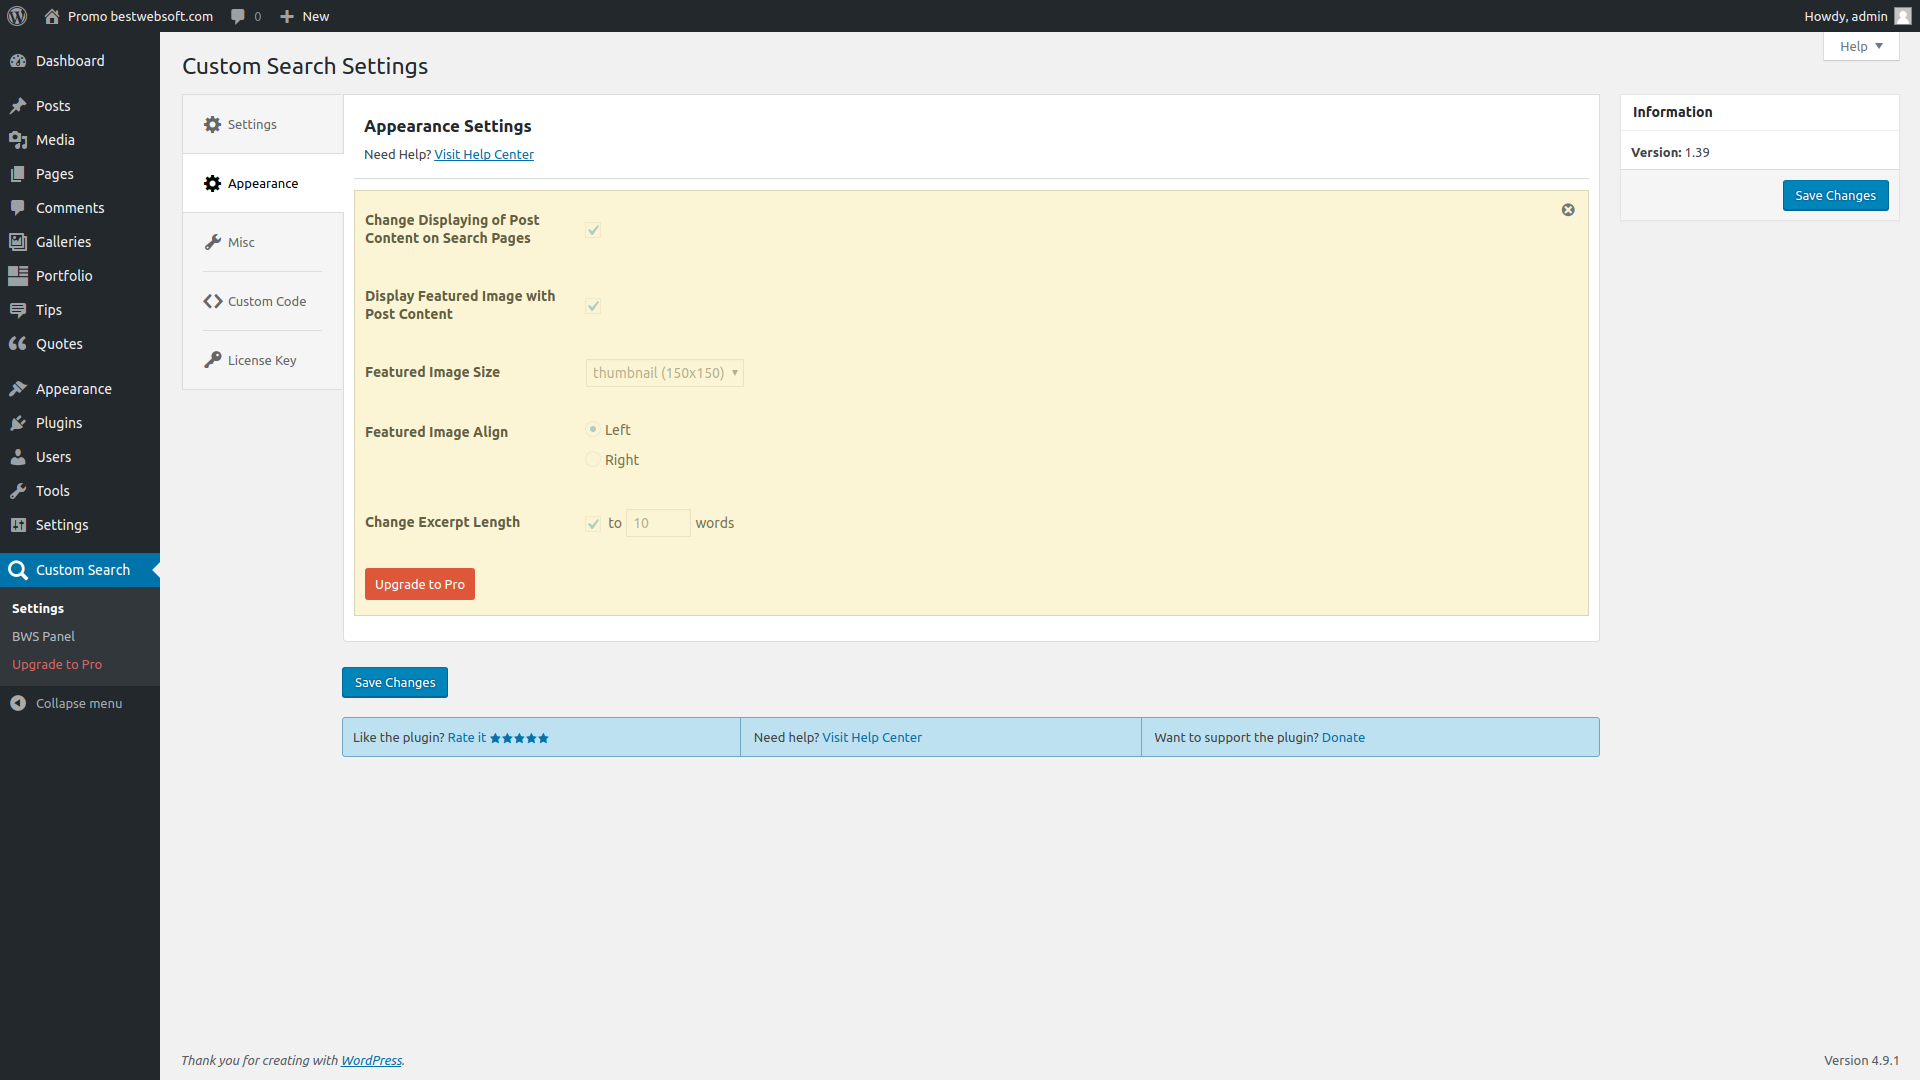 Promo bestwebsoft.com 0 New Howdy, admin
Help
Dashboard
Posts
Media
Pages
Comments
Galleries
Portfolio
Tips
Quotes
Appearance
Plugins
Users
Tools
Settings
Custom Search
Settings
BWS Panel
Upgrade to Pro
Collapse menu
Custom Search Settings
Settings
Appearance
Misc
Custom Code
License Key
Appearance Settings
Need Help? Visit Help Center
Change Displaying of Post
Content on Search Pages
Display Featured Image with
Post Content
Featured Image Size
thumbnail (150x150)
Featured Image Align
Left
Right
Change Excerpt Length
to 10 words
Upgrade to Pro
Save Changes
Like the plugin? Rate it ★★★★★
Need help? Visit Help Center
Want to support the plugin? Donate
Information
Version: 1.39
Save Changes
Thank you for creating with WordPress.
Version 4.9.1